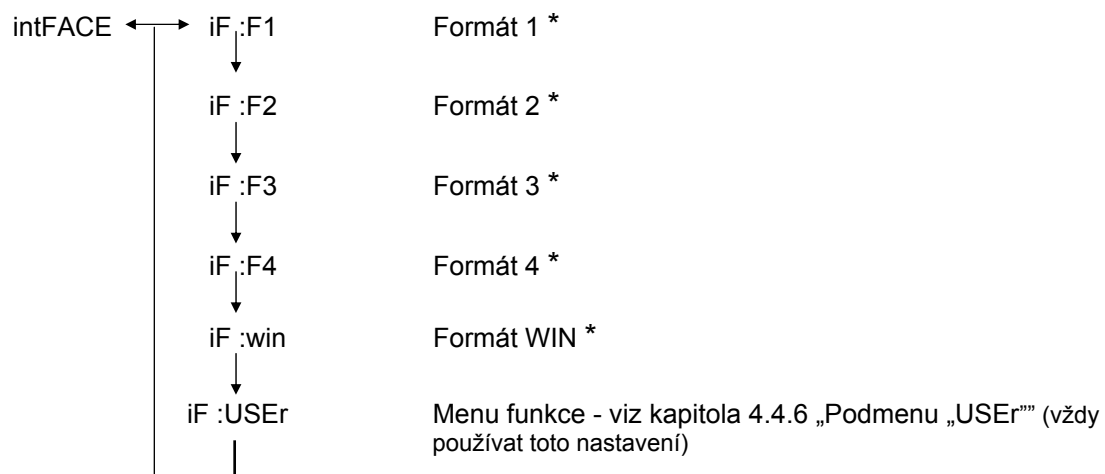 intFACE iF :F1 Formát 1 *
iF :F2 Formát 2 *
iF :F3 Formát 3 *
iF :F4 Formát 4 *
iF :win Formát WIN *
iF :USEr Menu funkce - viz kapitola 4.4.6 „Podmenu „USEr"" (vždy
používat toto nastavení)